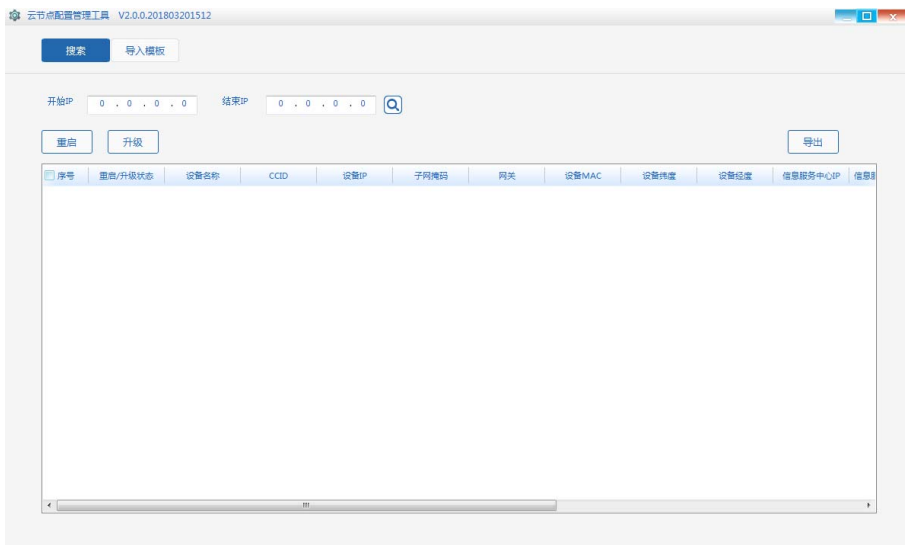 云节点配置管理工具 V2.0.0.201803201512
搜索 导入模板
开始IP 0 . 0 . 0 . 0 结束IP 0 . 0 . 0 . 0
重启 升级 导出
序号 重启/升级状态 设备名称 CCID 设备IP 子网掩码 网关 设备MAC 设备纬度 设备经度 信息服务中心IP 信息